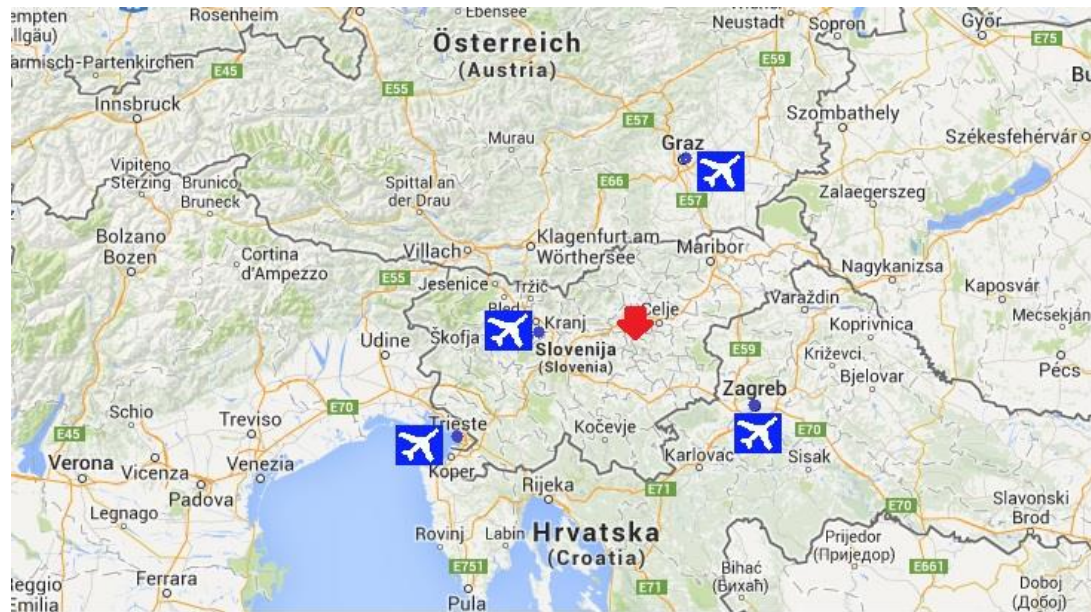 Ebensee
empten
Allgäu)
Rosenheim
Neustadt
Sopron
Győr
E75
Österreich
(Austria)
armisch-Partenkirchen
E45
E59
Bu
Innsbruck
E55
E57
Szombathely
Murau
Graz
Székesfehérvár
Vipiteno
Sterzing
Brunico
Bruneck
Spittal an
der Drau
E66
E57
Zalaegerszeg
Bolzano
Bozen
Cortina
d'Ampezzo
Villach
Klagenfurt am
Wörthersee
Maribor
Nagykanizsa
E55
Jesenice
Tržič
Bled
Kaposvár
Varaždin
Kranj
Celje
Mecsekján
Škofja
Koprivnica
Udine
Slovenija
(Slovenia)
E59
Križevci
Bjelovar
Pécs
Zagreb
Schio
Treviso
E70
Trieste
Kočevje
E70
E45
Verona
Vicenza
Venezia
Koper
Karlovac
Sisak
Padova
Rijeka
E71
Legnago
E70
Slavonski
Brod
Rovinj
Labin
Hrvatska
(Croatia)
Prijedor
(Приједор)
E751
Bihać
(Бихаћ)
E661
Reggio
Emilia
Ferrara
Pula
E71
Doboj
(Добој)